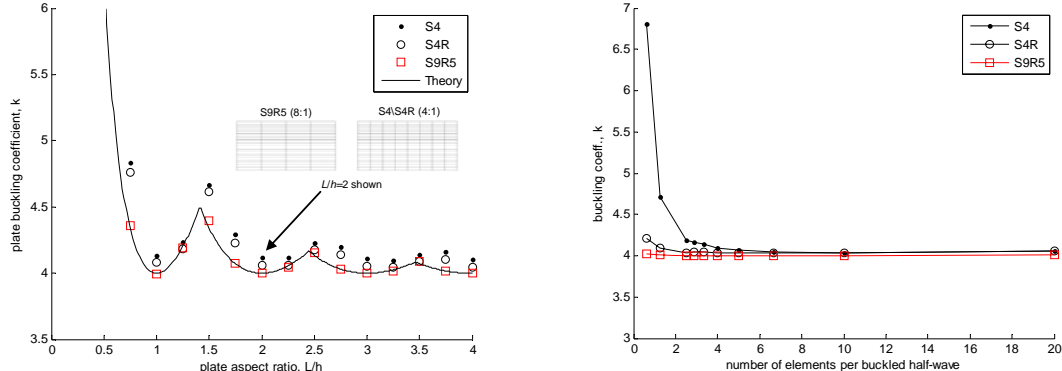 6
5.5
5
4.5
4
3.5
0
0.5
1
1.5
2
2.5
3
3.5
4
plate buckling coefficient, k
plate aspect ratio, L/h
S4
S4R
S9R5
Theory
S9R5 (8:1)
S4\S4R (4:1)
L/h=2 shown
7
6.5
6
5.5
5
4.5
4
3.5
3
0
2
4
6
8
10
12
14
16
18
20
buckling coeff., k
number of elements per buckled half-wave
S4
S4R
S9R5